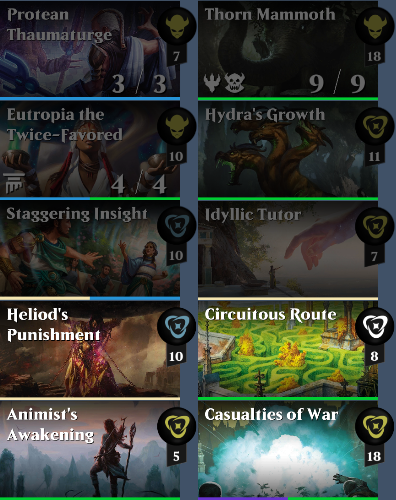 Protean
Thaumaturge
7
3 / 3
Thorn Mammoth
18
9 / 9
Eutropia the
Twice-Favored
10
4 / 4
Hydra's Growth
11
Staggering Insight
10
Idyllic Tutor
7
Heliod's
Punishment
10
Circuitous Route
8
Animist's
Awakening
5
Casualties of War
18